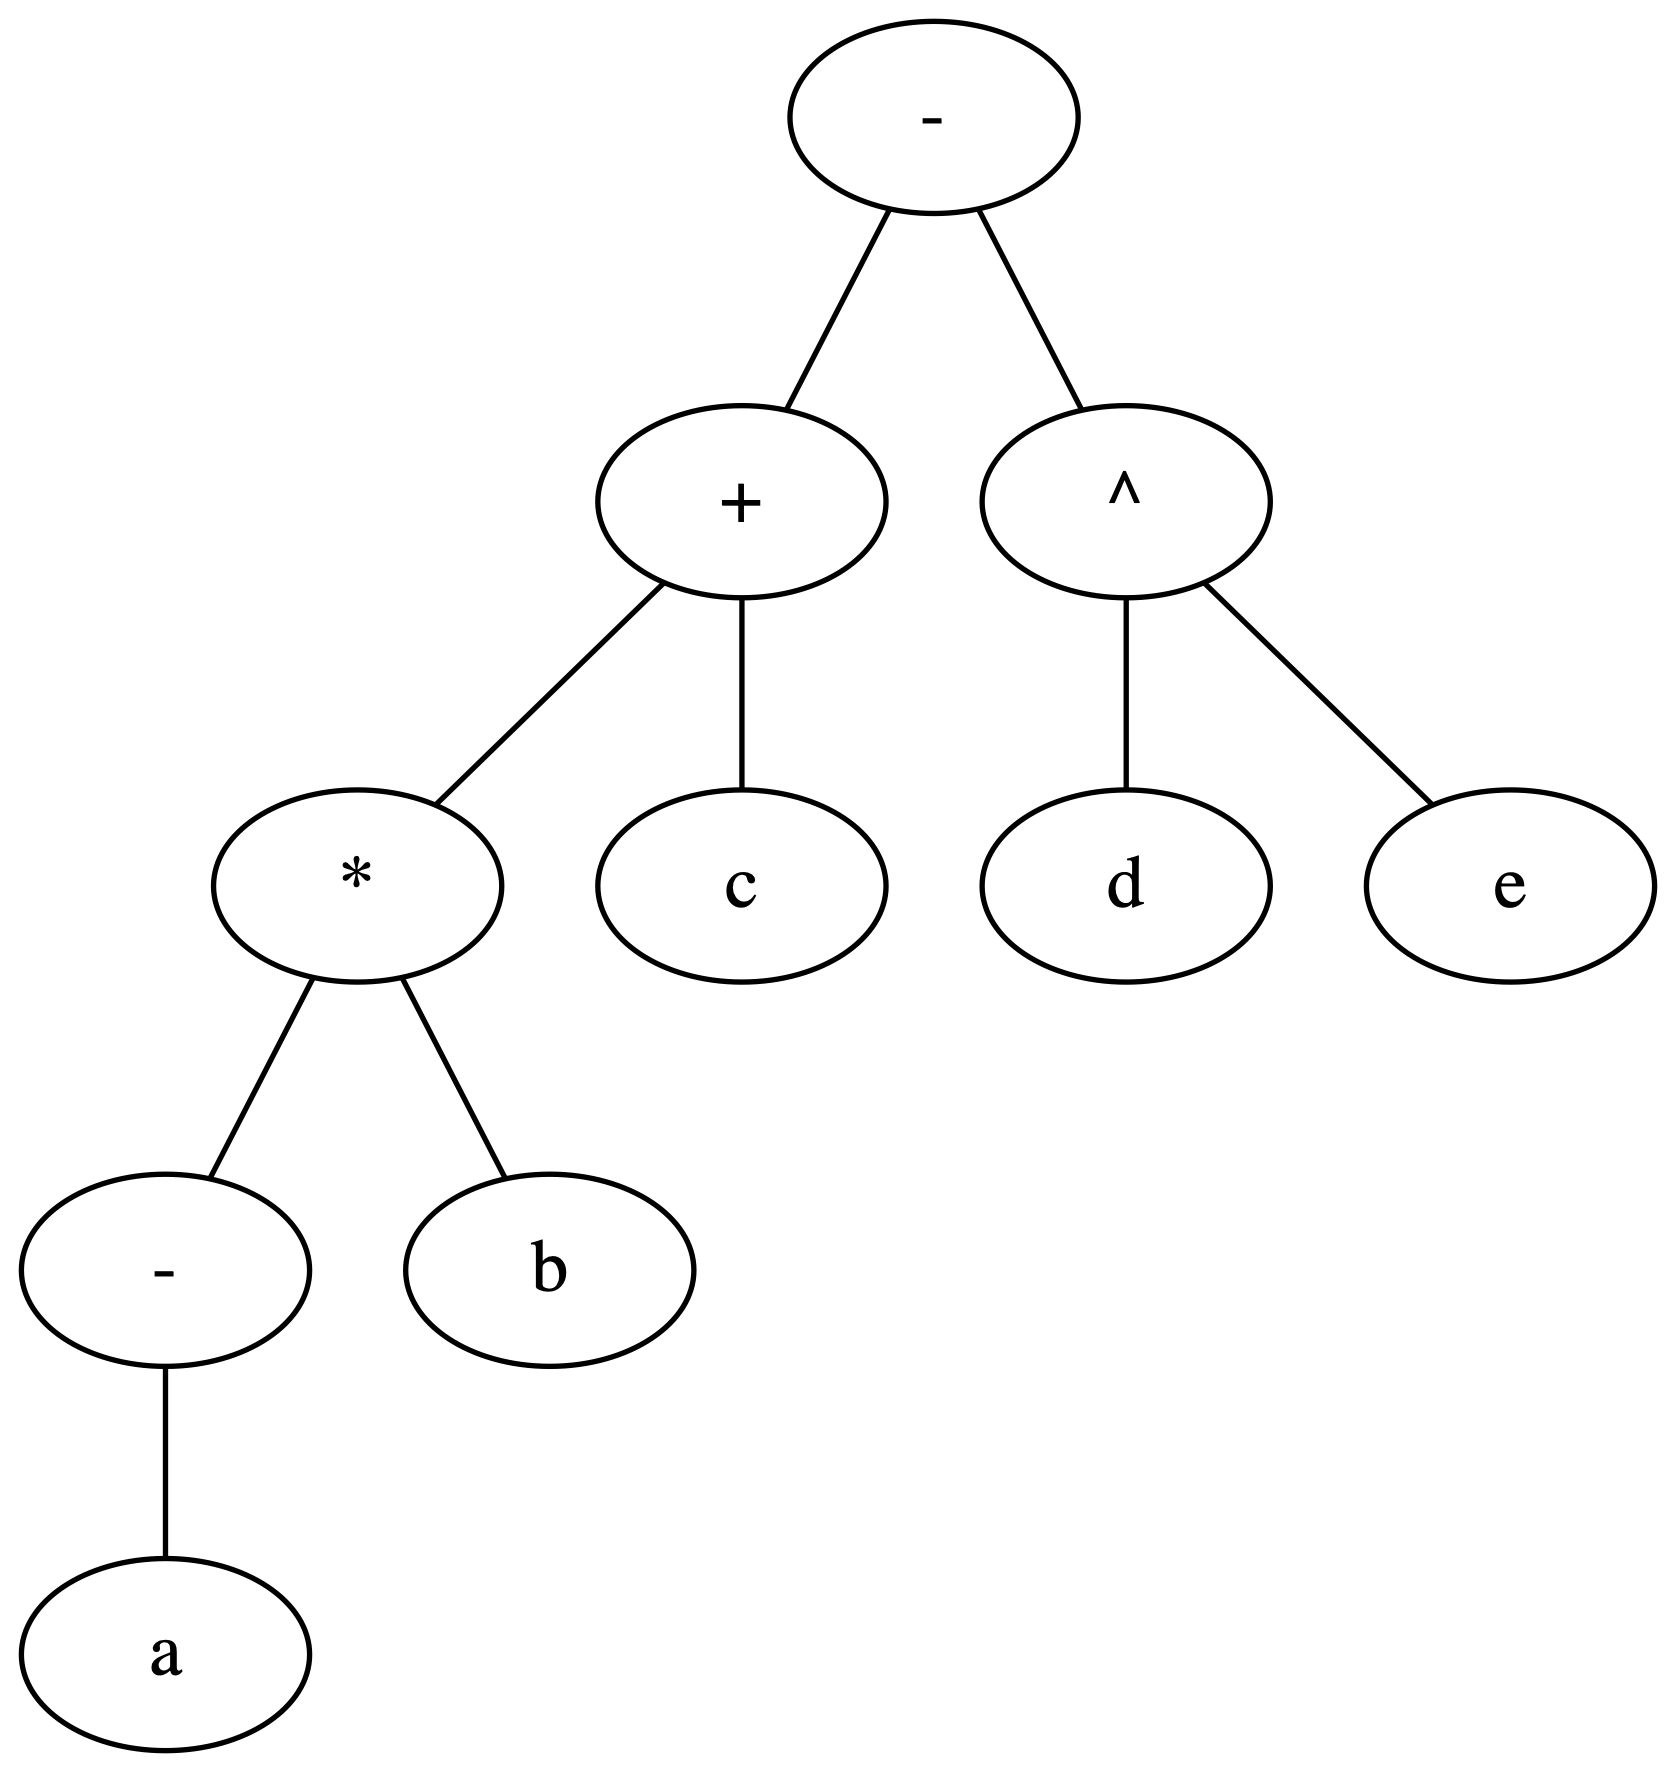 -
+ ^
* c d e
- b
a